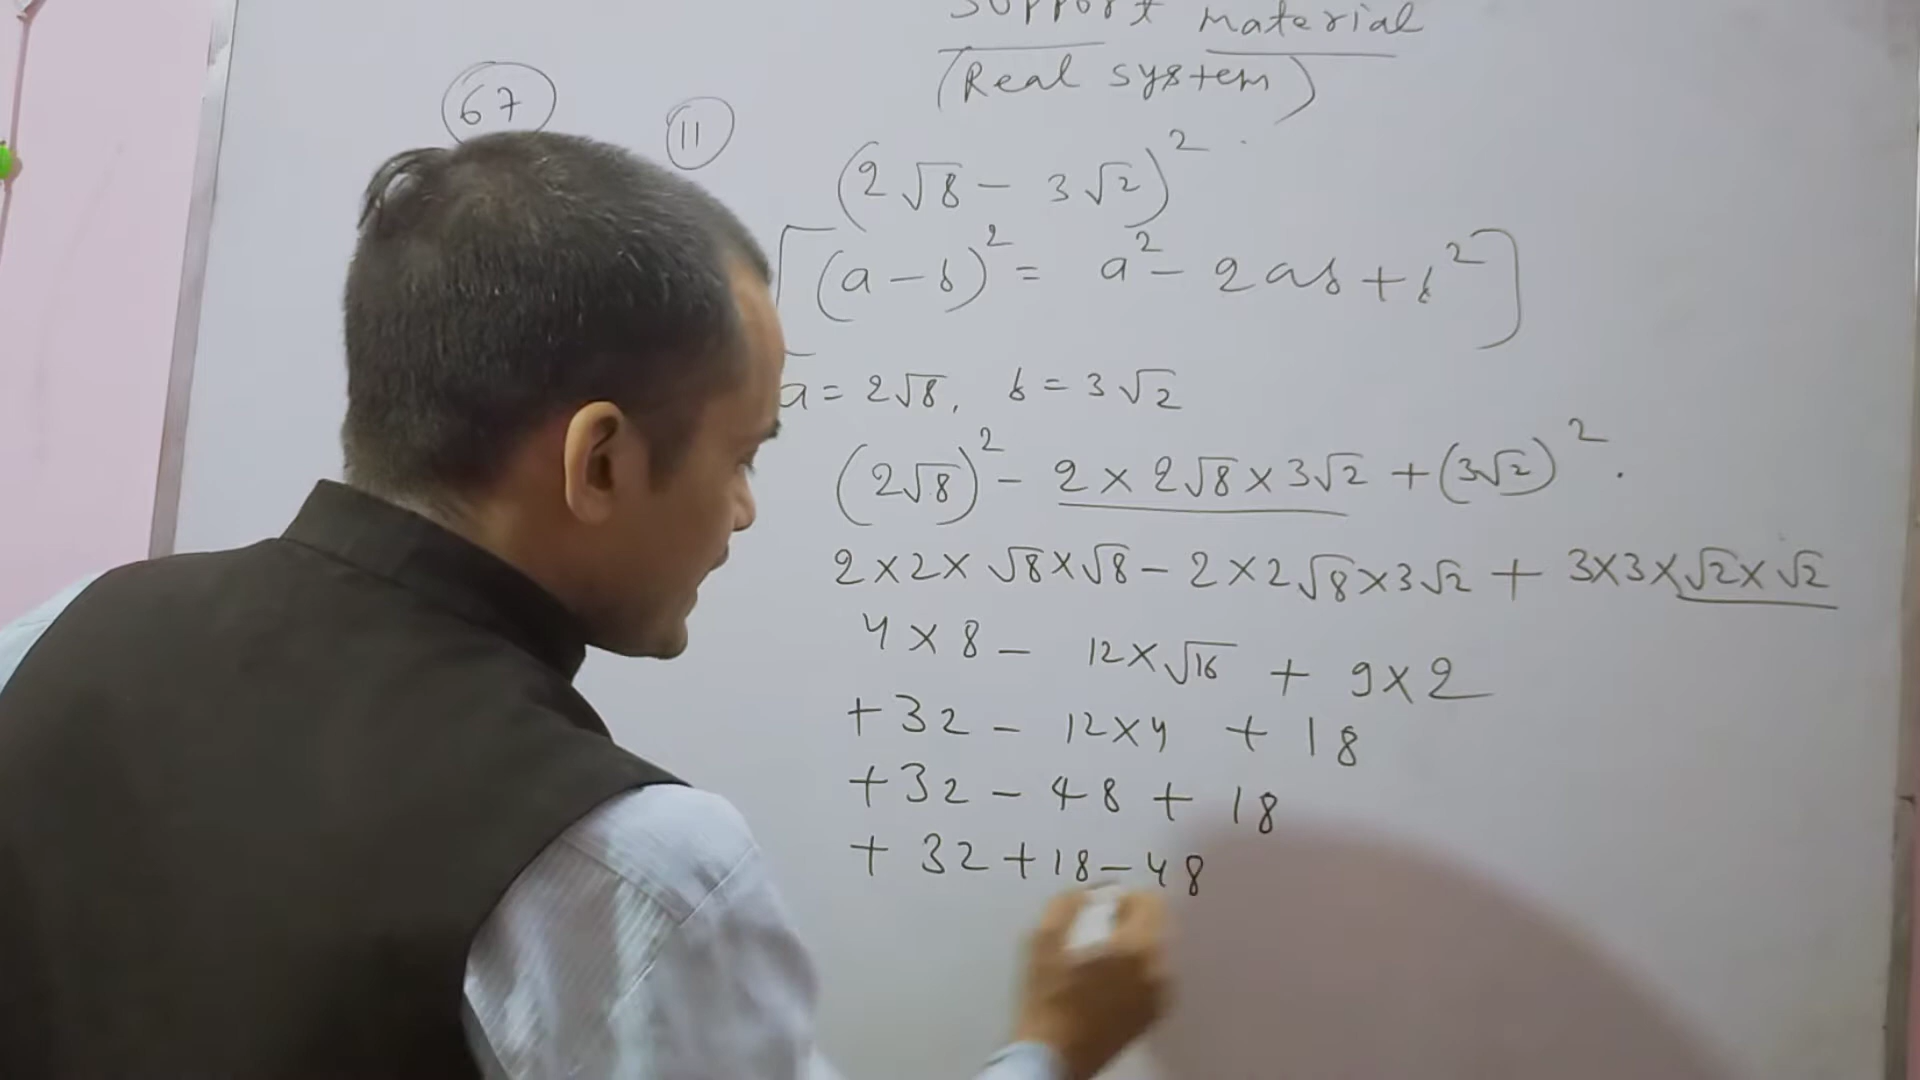 Support Material
(Real system)
67
11
(2√8 - 3√2)²
[(a - b)² = a² - 2ab + b²]
a = 2√8, b = 3√2
(2√8)² - 2 × 2√8 × 3√2 + (3√2)².
2×2× √8×√8 - 2×2√8×3√2 + 3×3×√2×√2
4 × 8 - 12×√16 + 9×2
+32 - 12×4 + 18
+32 - 48 + 18
+ 32+18-48